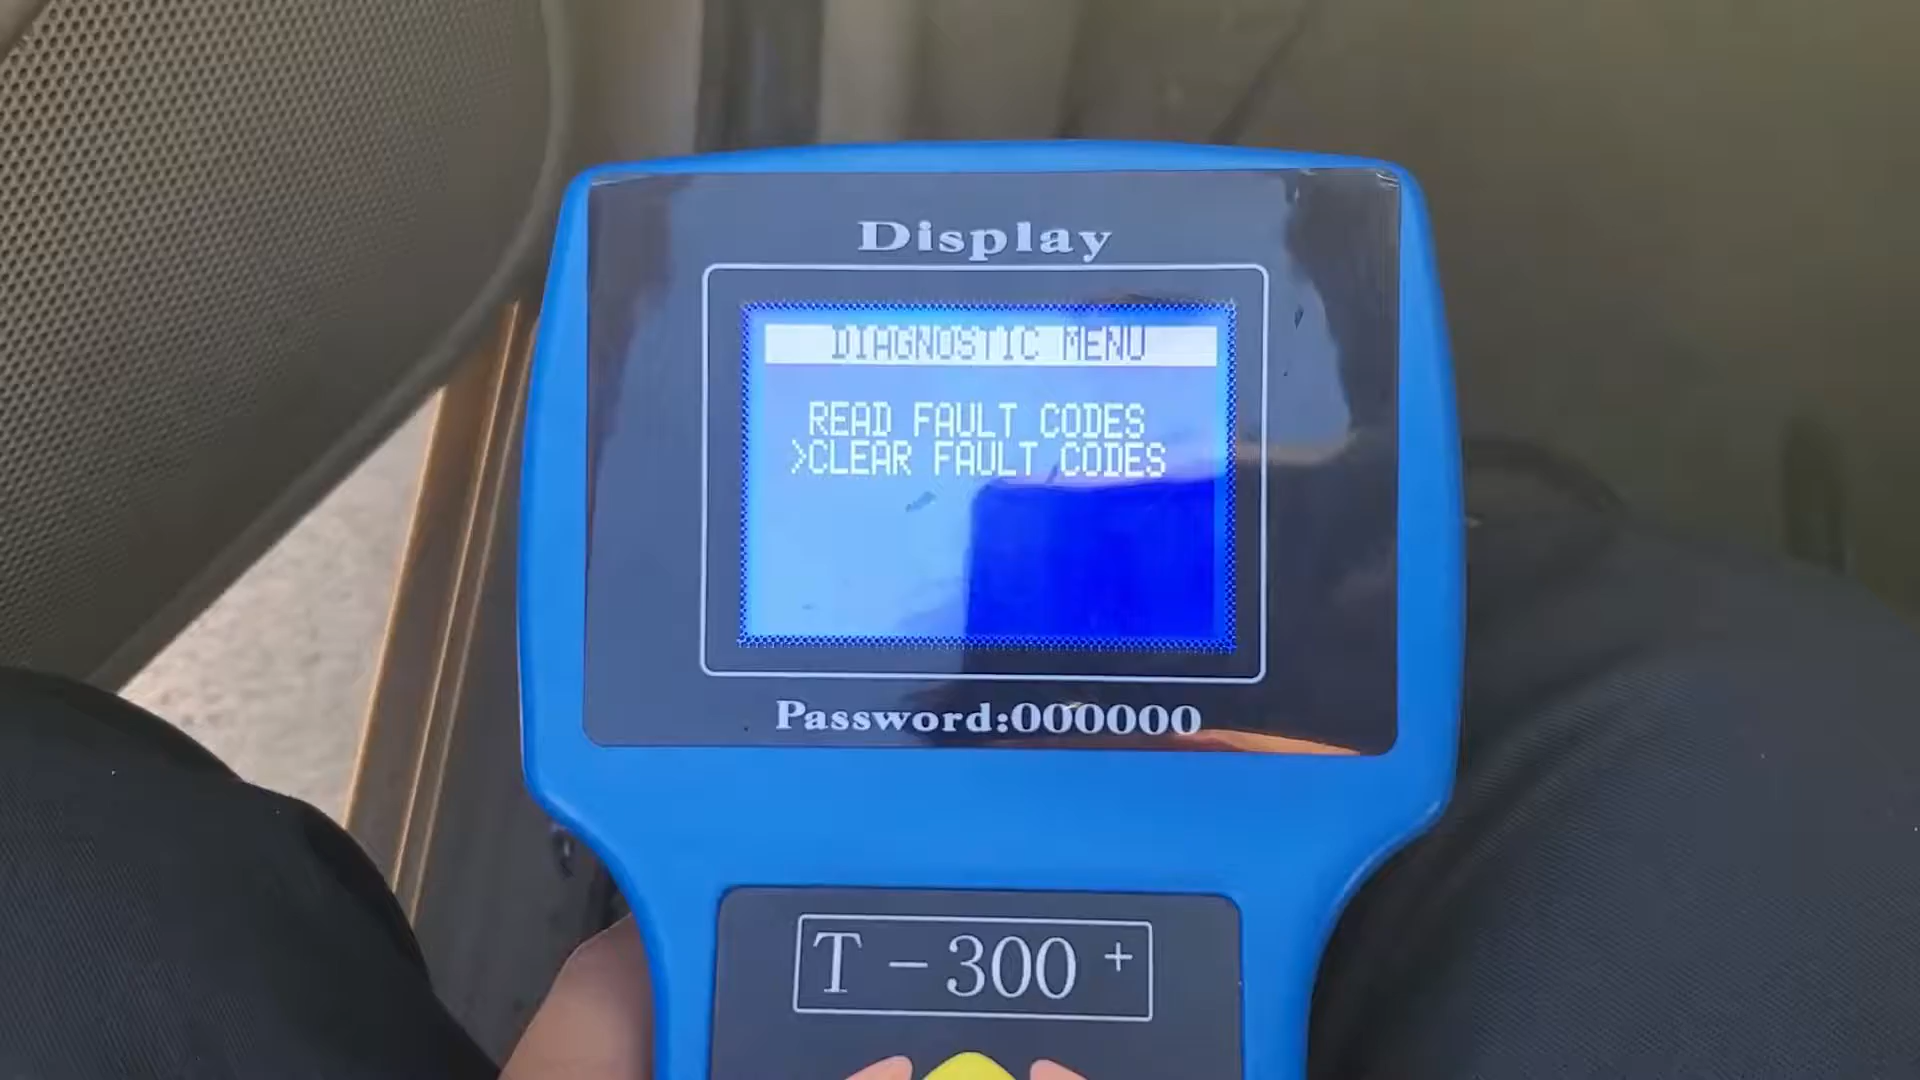 Display
DIAGNOSTIC MENU
READ FAULT CODES
>CLEAR FAULT CODES
Password:000000
T-300+